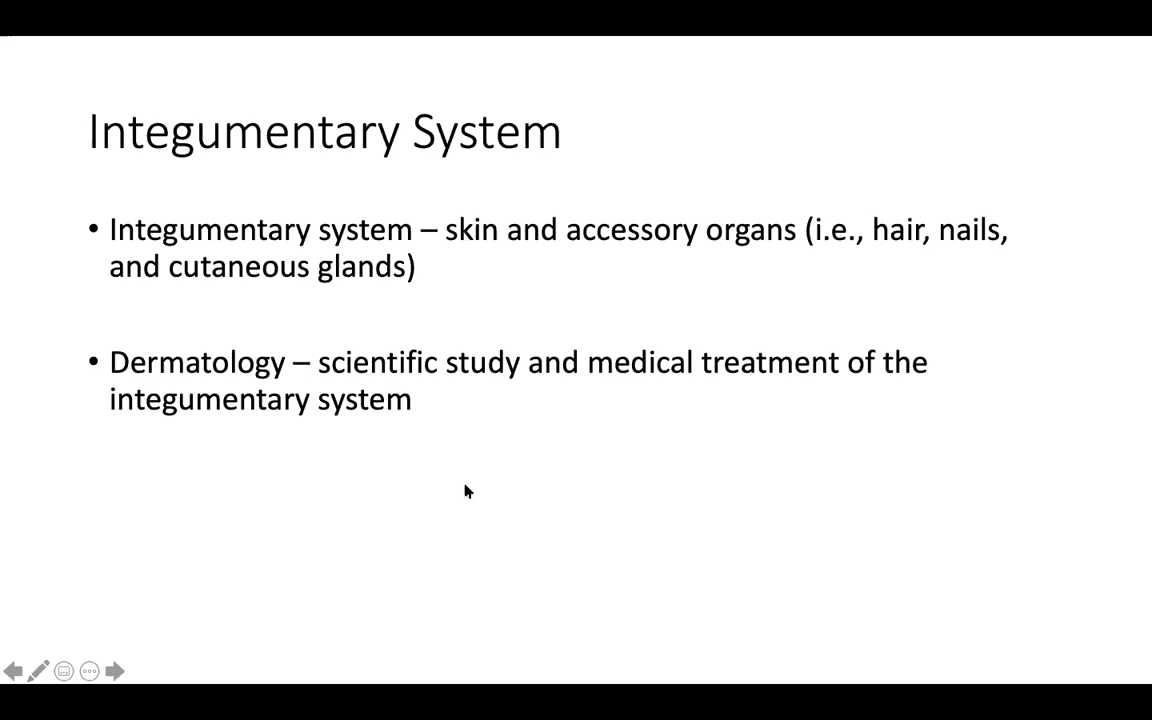 Integumentary System
• Integumentary system – skin and accessory organs (i.e., hair, nails,
and cutaneous glands)
• Dermatology – scientific study and medical treatment of the
integumentary system